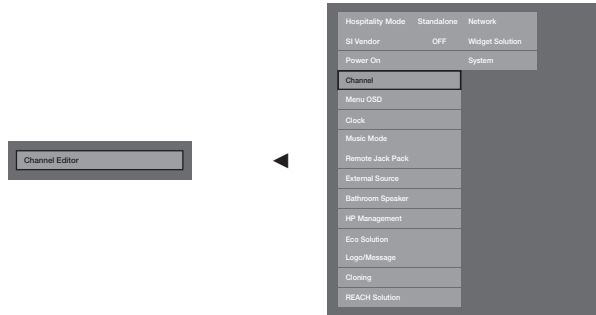 Hospitality Mode Standalone Network
SI Vendor OFF Widget Solution
Power On System
Channel
Menu OSD
Clock
Music Mode
Remote Jack Pack
External Source
Bathroom Speaker
HP Management
Eco Solution
Logo/Message
Cloning
REACH Solution
Channel Editor